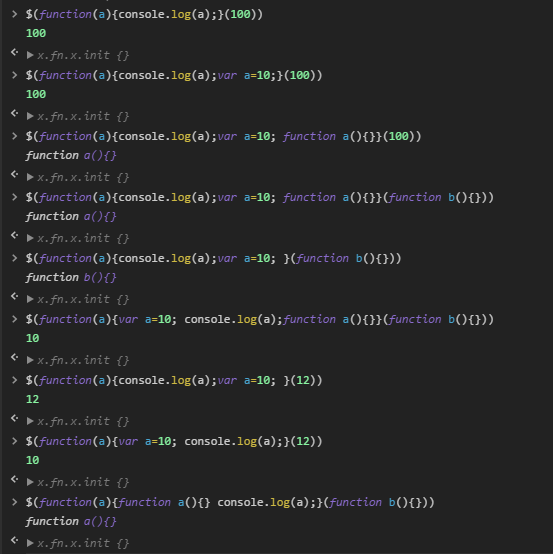 > $(function(a){console.log(a);}(100))
100
<· ▶x.fn.x.init {}
> $(function(a){console.log(a);var a=10;}(100))
100
<· ▶x.fn.x.init {}
> $(function(a){console.log(a);var a=10; function a(){}}(100))
function a(){}
<· ▶x.fn.x.init {}
> $(function(a){console.log(a);var a=10; function a(){}}(function b(){}))
function a(){}
<· ▶x.fn.x.init {}
> $(function(a){console.log(a);var a=10; }(function b(){}))
function b(){}
<· ▶x.fn.x.init {}
> $(function(a){var a=10; console.log(a);function a(){}}(function b(){}))
10
<· ▶x.fn.x.init {}
> $(function(a){console.log(a);var a=10; }(12))
12
<· ▶x.fn.x.init {}
> $(function(a){var a=10; console.log(a);}(12))
10
<· ▶x.fn.x.init {}
> $(function(a){function a(){} console.log(a);}(function b(){}))
function a(){}
<· ▶x.fn.x.init {}